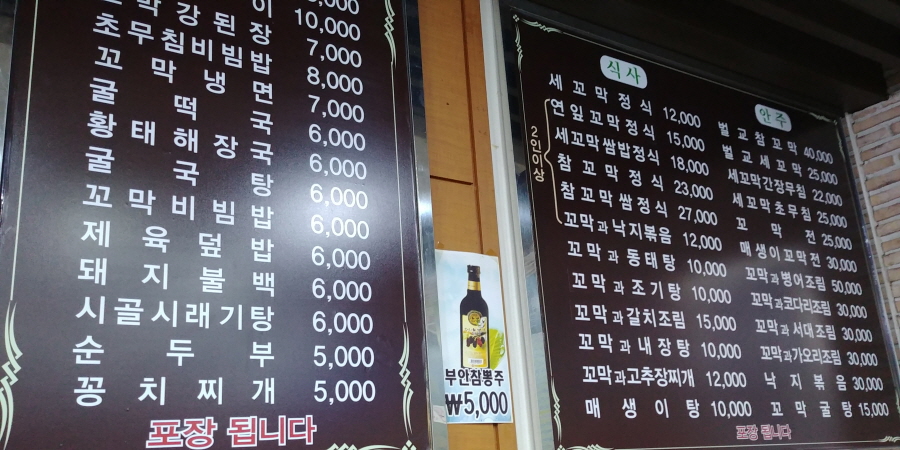 이 10,000
막강된장 7,000
초무침비빔밥 8,000
꼬막냉면 7,000
굴떡국 6,000
황태해장국 6,000
굴국탕 6,000
꼬막비빔밥 6,000
제육덮밥 6,000
돼지불백 6,000
시골시래기탕 6,000
순두부 5,000
꽁치찌개 5,000
포장 됩니다
부안참뽕주
₩5,000
식사
세꼬막정식 12,000
2인이상
연잎꼬막정식 15,000
세꼬막쌈밥정식 18,000
참꼬막정식 23,000
참꼬막쌈정식 27,000
꼬막과낙지볶음 12,000
꼬막과동태탕 10,000
꼬막과조기탕 10,000
꼬막과갈치조림 15,000
꼬막과내장탕 10,000
꼬막과고추장찌개 12,000
매생이탕 10,000
안주
벌교참꼬막 40,000
벌교세꼬막 25,000
세꼬막간장무침 22,000
세꼬막초무침 25,000
꼬막전 25,000
매생이꼬막전 30,000
꼬막과병어조림 50,000
꼬막과코다리조림 30,000
꼬막과서대조림 30,000
꼬막과가오리조림 30,000
낙지볶음 30,000
꼬막굴탕 15,000
포장 됩니다